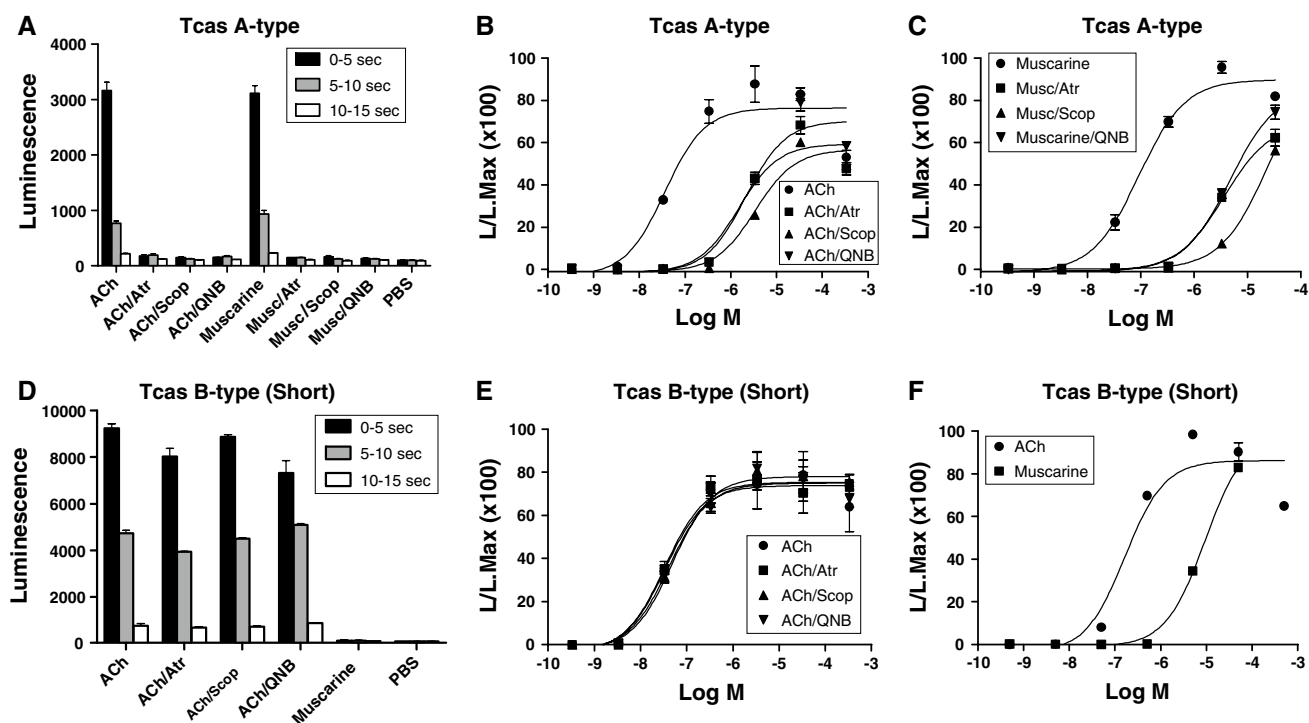 A
Tcas A-type
Luminescence
4000
3000
2000
1000
0
0-5 sec
5-10 sec
10-15 sec
ACh
ACh/Atr
ACh/Scop
ACh/QNB
Muscarine
Musc/Atr
Musc/Scop
Musc/QNB
PBS
B
Tcas A-type
L/L.Max (x100)
100
80
60
40
20
0
ACh
ACh/Atr
ACh/Scop
ACh/QNB
-10 -9 -8 -7 -6 -5 -4 -3
Log M
C
Tcas A-type
L/L.Max (x100)
100
80
60
40
20
0
Muscarine
Musc/Atr
Musc/Scop
Muscarine/QNB
-10 -9 -8 -7 -6 -5 -4
Log M
D
Tcas B-type (Short)
Luminescence
10000
8000
6000
4000
2000
0
0-5 sec
5-10 sec
10-15 sec
ACh
ACh/Atr
ACh/Scop
ACh/QNB
Muscarine
PBS
E
Tcas B-type (Short)
L/L.Max (x100)
100
80
60
40
20
0
ACh
ACh/Atr
ACh/Scop
ACh/QNB
-10 -9 -8 -7 -6 -5 -4 -3
Log M
F
Tcas B-type (Short)
L/L.Max (x100)
100
80
60
40
20
0
ACh
Muscarine
-10 -9 -8 -7 -6 -5 -4 -3
Log M